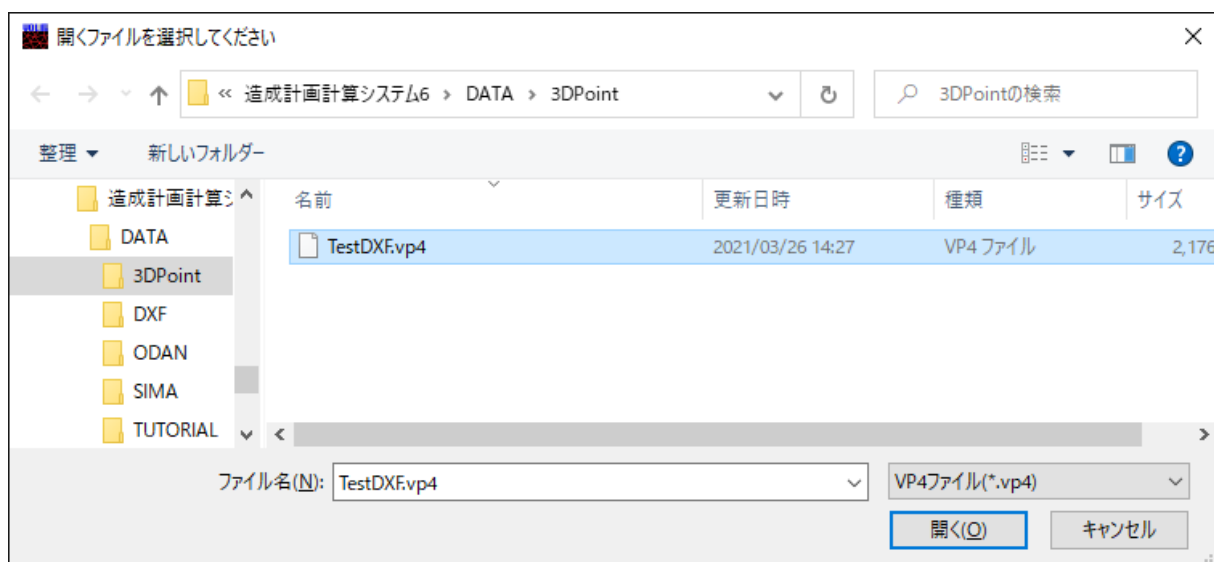 開くファイルを選択してください
« 造成計画計算システム6 › DATA › 3DPoint 3DPointの検索
整理 新しいフォルダー
造成計画計算シ 名前 更新日時 種類 サイズ
DATA TestDXF.vp4 2021/03/26 14:27 VP4 ファイル 2,176
3DPoint
DXF
ODAN
SIMA
TUTORIAL
ファイル名(N): TestDXF.vp4 VP4ファイル(*.vp4)
開く(O) キャンセル